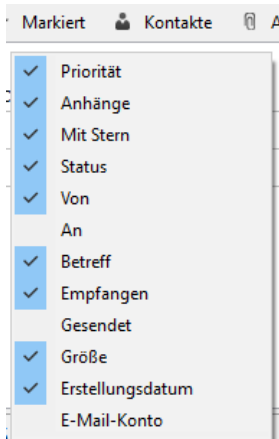 Markiert Kontakte
Priorität
Anhänge
Mit Stern
Status
Von
An
Betreff
Empfangen
Gesendet
Größe
Erstellungsdatum
E-Mail-Konto